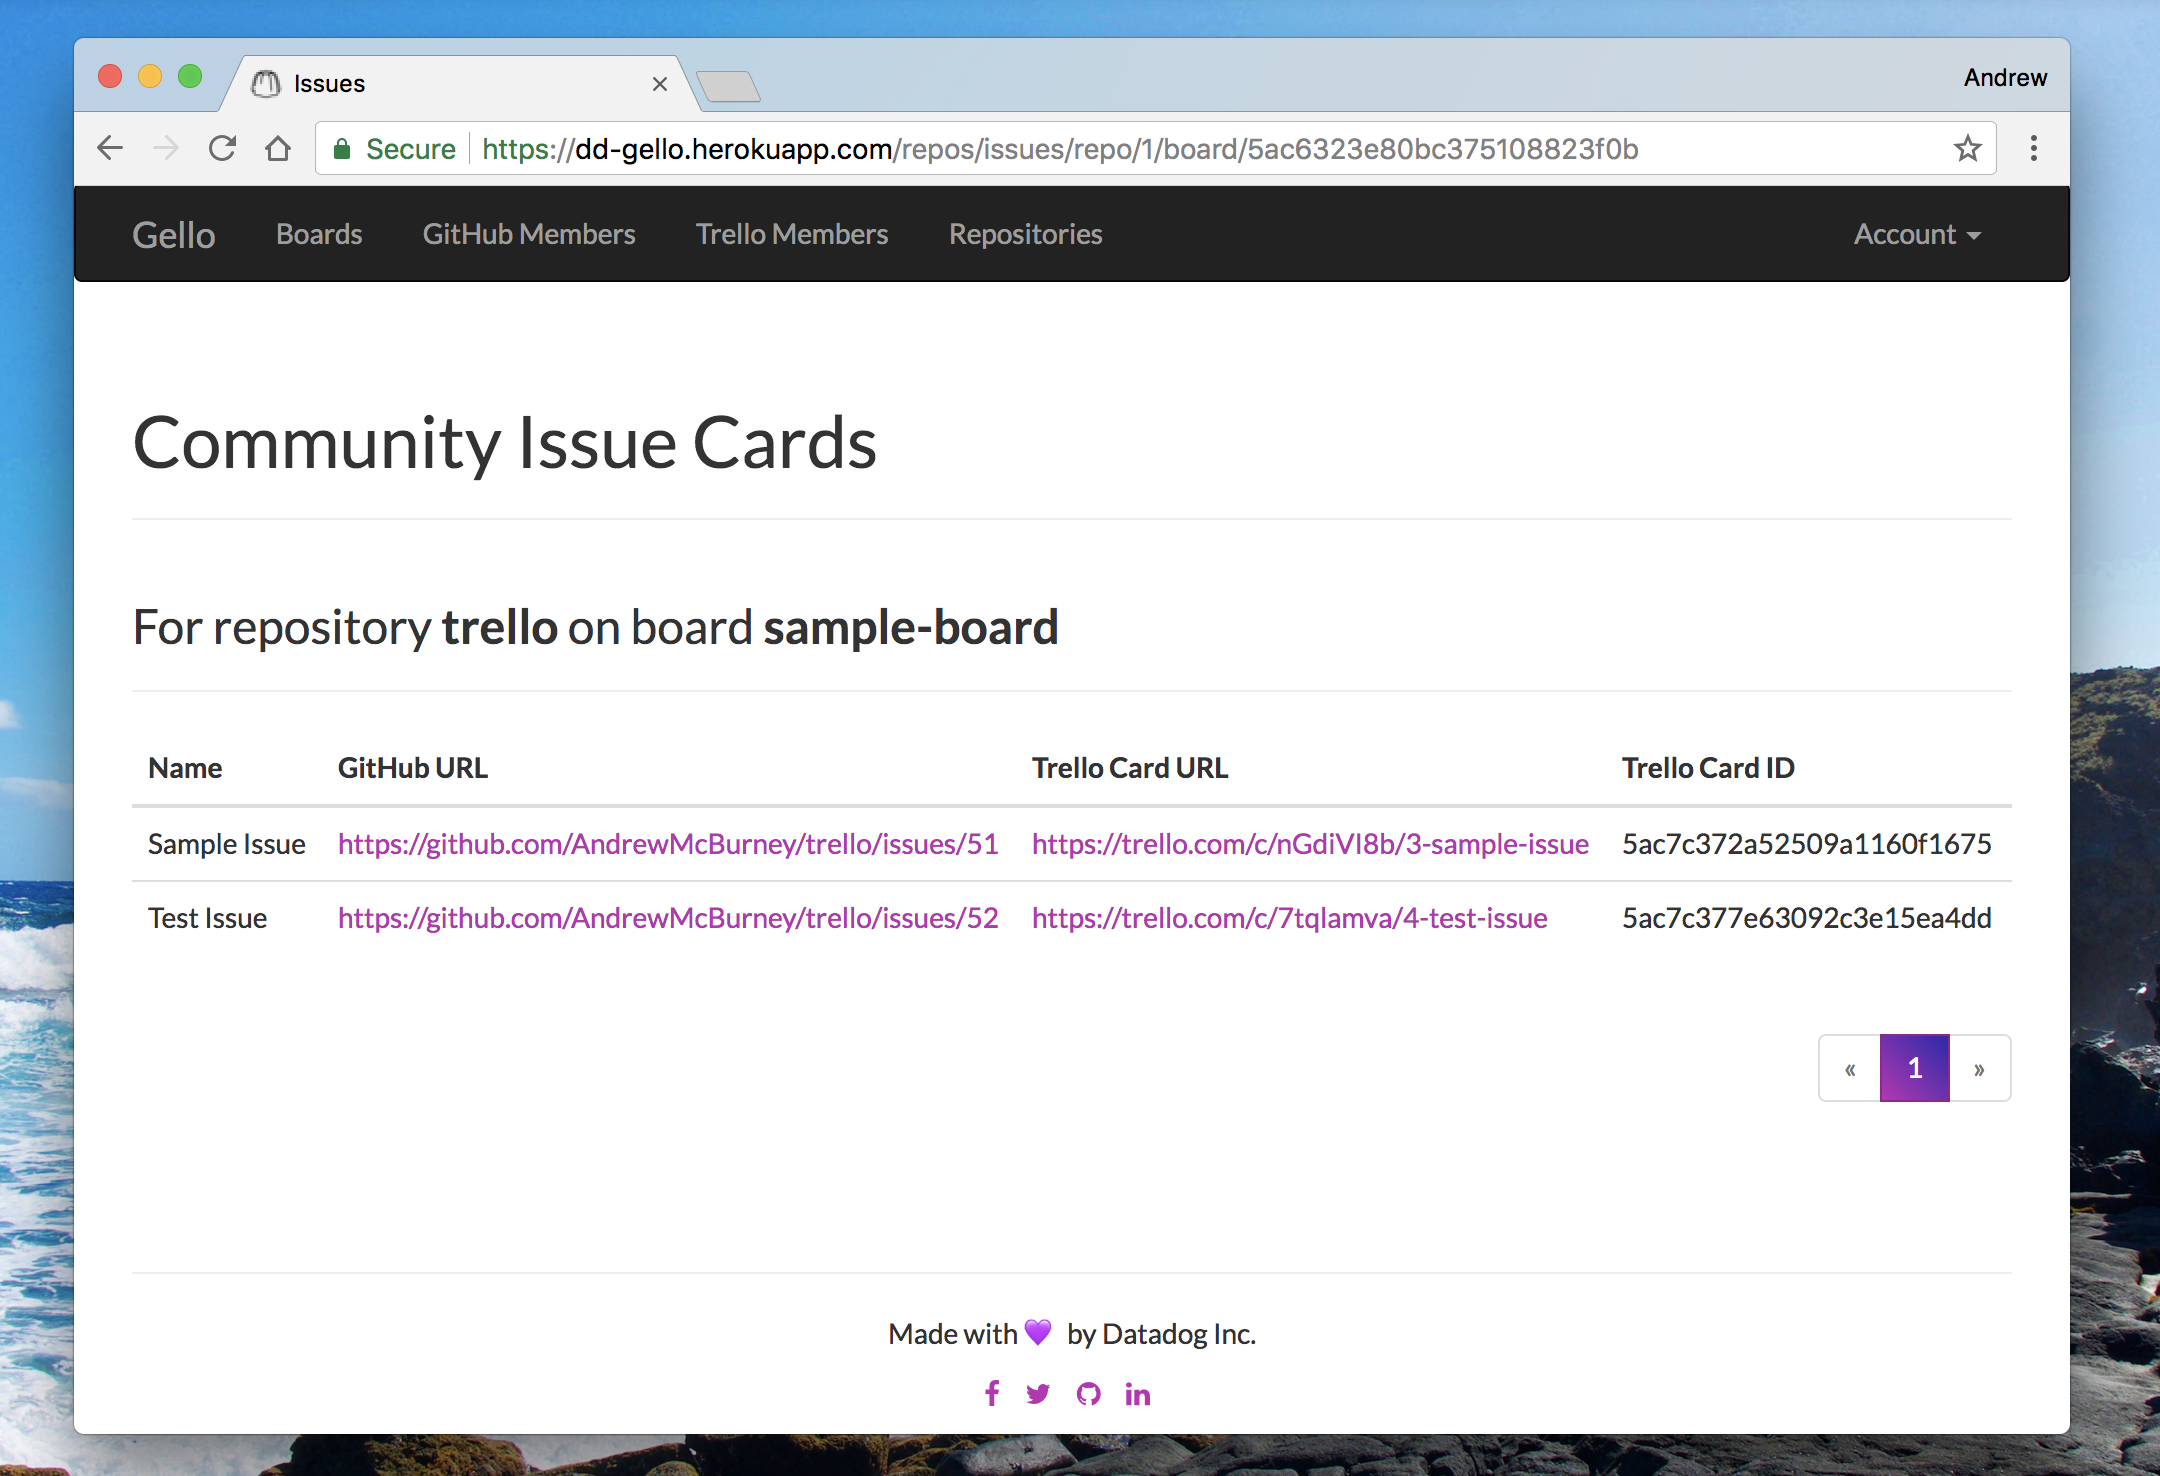 Issues
Andrew
Secure https://dd-gello.herokuapp.com/repos/issues/repo/1/board/5ac6323e80bc375108823f0b
Gello Boards GitHub Members Trello Members Repositories Account
Community Issue Cards
For repository trello on board sample-board
Name GitHub URL Trello Card URL Trello Card ID
Sample Issue https://github.com/AndrewMcBurney/trello/issues/51 https://trello.com/c/nGdiVI8b/3-sample-issue 5ac7c372a52509a1160f1675
Test Issue https://github.com/AndrewMcBurney/trello/issues/52 https://trello.com/c/7tqlamva/4-test-issue 5ac7c377e63092c3e15ea4dd
« 1 »
Made with 💜 by Datadog Inc.